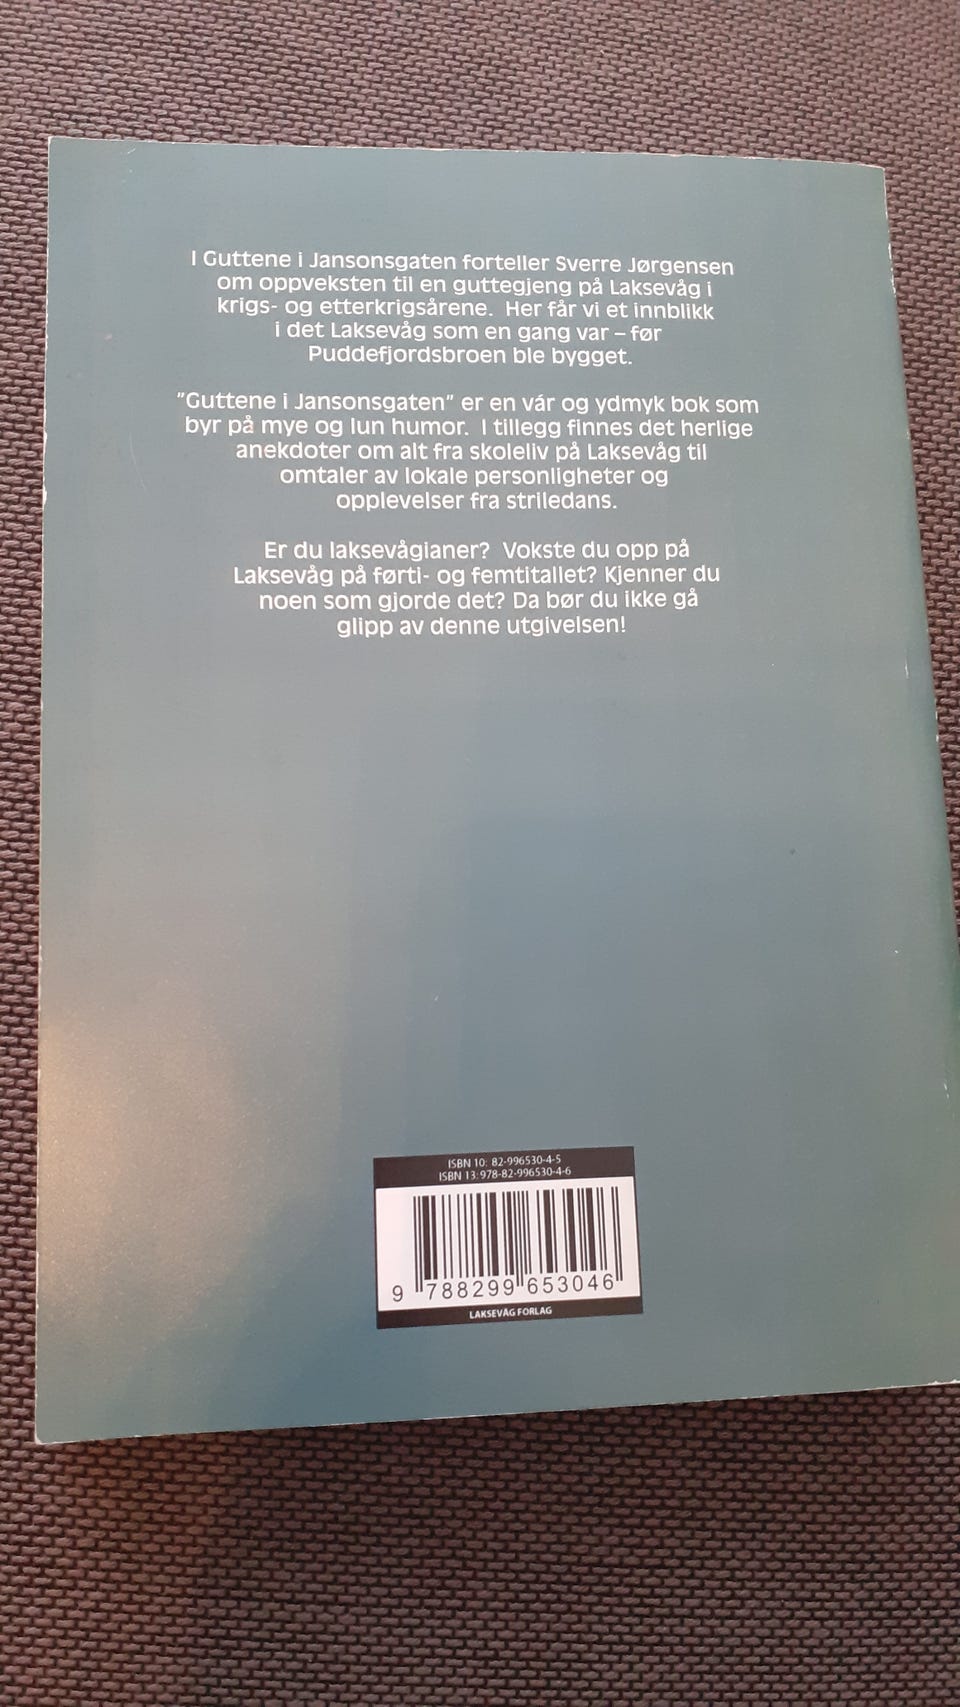 I Guttene i Jansonsgaten forteller Sverre Jørgensen
om oppveksten til en guttegjeng på Laksevåg i
krigs- og etterkrigsårene. Her får vi et innblikk
i det Laksevåg som en gang var – før
Puddefjordsbroen ble bygget.
"Guttene i Jansonsgaten" er en vár og ydmyk bok som
byr på mye og lun humor. I tillegg finnes det herlige
anekdoter om alt fra skoleliv på Laksevåg til
omtaler av lokale personligheter og
opplevelser fra striledans.
Er du laksevågianer? Vokste du opp på
Laksevåg på førti- og femtitallet? Kjenner du
noen som gjorde det? Da bør du ikke gå
glipp av denne utgivelsen!
ISBN 10: 82-996530-4-5
ISBN 13: 978-82-996530-4-6
9 788299 653046
LAKSEVÅG FORLAG